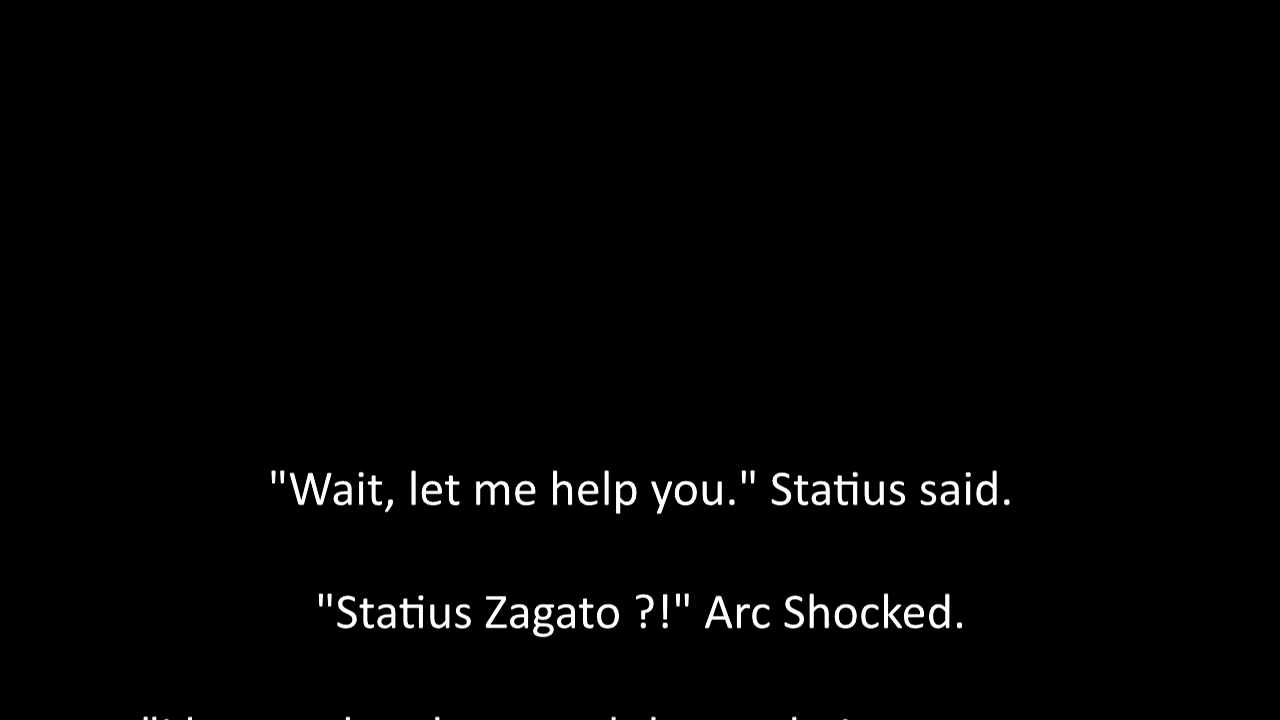 "Wait, let me help you." Statius said.
"Statius Zagato ?!" Arc Shocked.